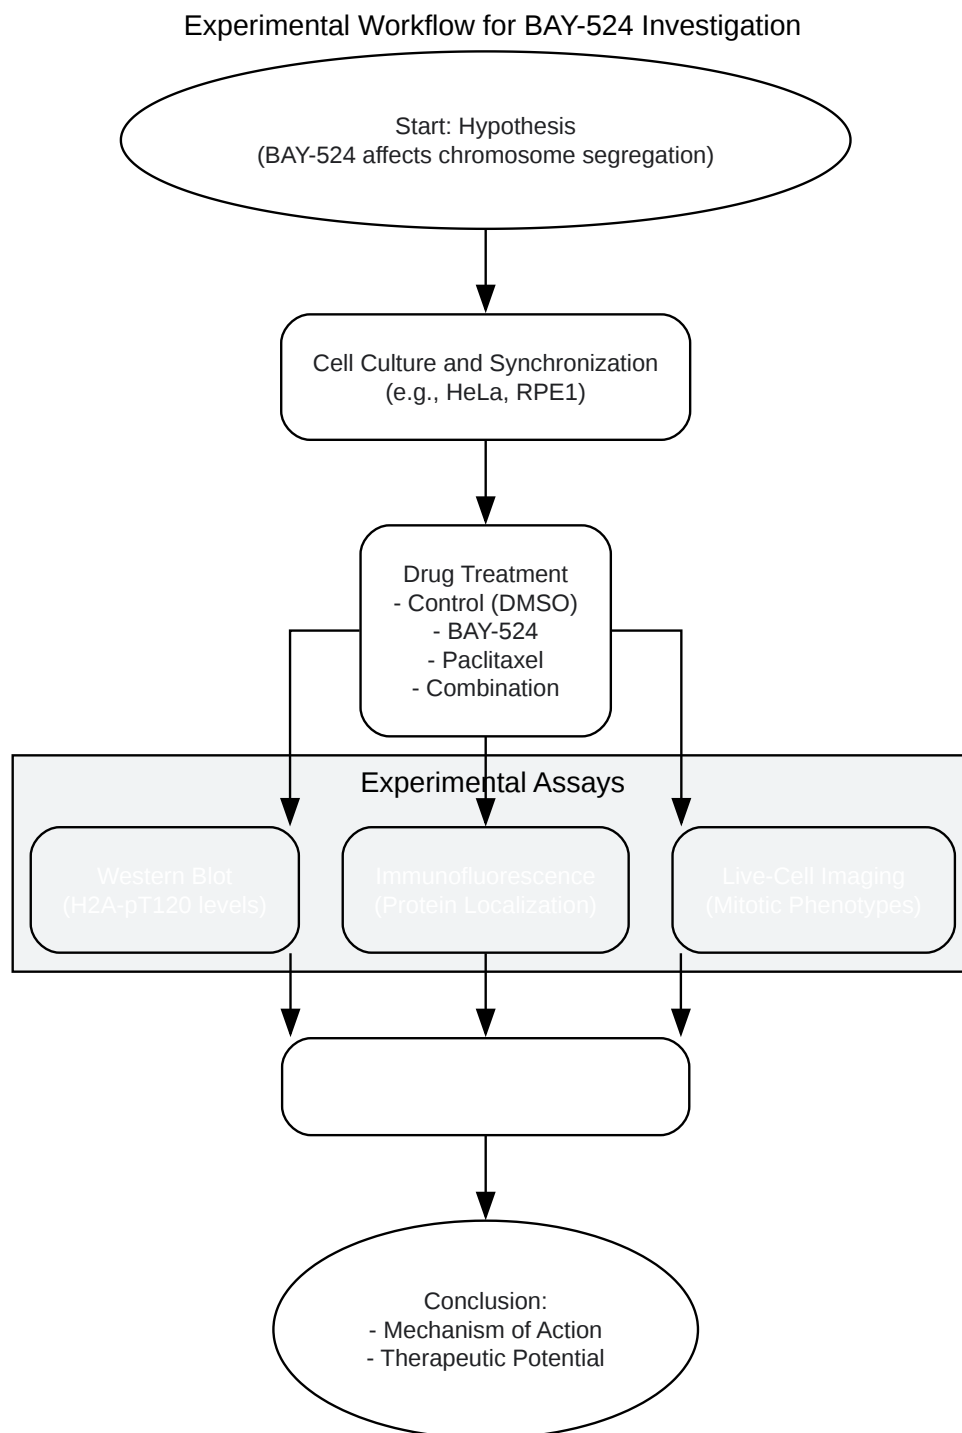 Experimental Workflow for BAY-524 Investigation
Start: Hypothesis
(BAY-524 affects chromosome segregation)
Cell Culture and Synchronization
(e.g., HeLa, RPE1)
Drug Treatment
- Control (DMSO)
- BAY-524
- Paclitaxel
- Combination
Experimental Assays
Western Blot
(H2A-pT120 levels)
Immunofluorescence
(Protein Localization)
Live-Cell Imaging
(Mitotic Phenotypes)
Conclusion:
- Mechanism of Action
- Therapeutic Potential